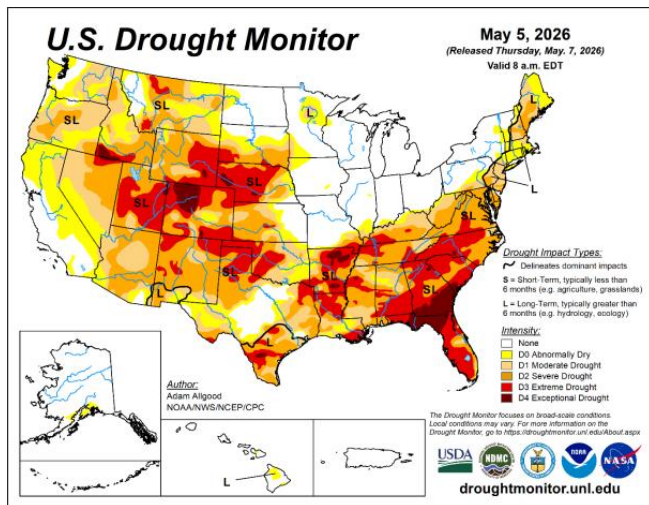 U.S. Drought Monitor
May 5, 2026
(Released Thursday, May. 7, 2026)
Valid 8 a.m. EDT
SL
SL
L
L
SL
SL
L
SL
SL
SL
SL
L
L
L
Drought Impact Types:
Delineates dominant impacts
S = Short-Term, typically less than
6 months (e.g. agriculture, grasslands)
L = Long-Term, typically greater than
6 months (e.g. hydrology, ecology)
Intensity:
None
D0 Abnormally Dry
D1 Moderate Drought
D2 Severe Drought
D3 Extreme Drought
D4 Exceptional Drought
Author:
Adam Allgood
NOAA/NWS/NCEP/CPC
The Drought Monitor focuses on broad-scale conditions.
Local conditions may vary. For more information on the
Drought Monitor, go to https://droughtmonitor.unl.edu/About.aspx
USDA
NDMC
NOAA
NASA
droughtmonitor.unl.edu